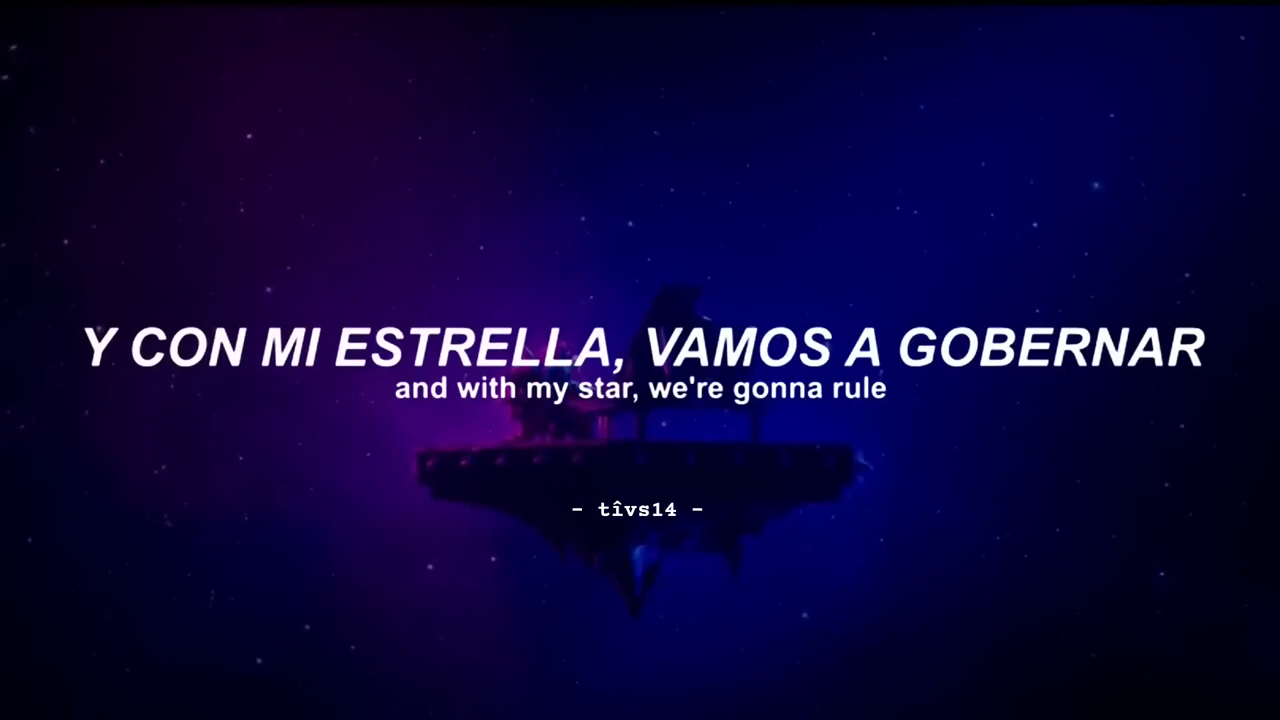 Y CON MI ESTRELLA, VAMOS A GOBERNAR
and with my star, we're gonna rule
- tîvs14 -